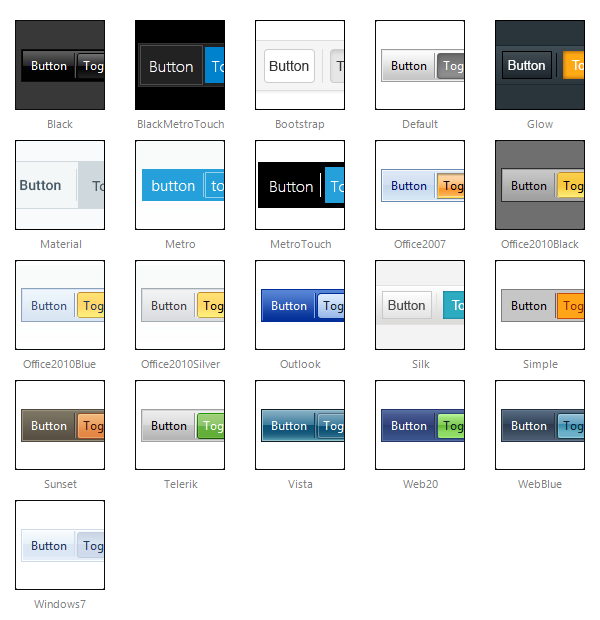 Button Tog
Button To
Button T
Button Tog
Button To
Black BlackMetroTouch Bootstrap Default Glow
Button To
button to
Button To
Button Tog
Button Tog
Material Metro MetroTouch Office2007 Office2010Black
Button Tog
Button Tog
Button Tog
Button To
Button Tog
Office2010Blue Office2010Silver Outlook Silk Simple
Button Tog
Button Tog
Button Tog
Button Tog
Button Tog
Sunset Telerik Vista Web20 WebBlue
Button Tog
Windows7